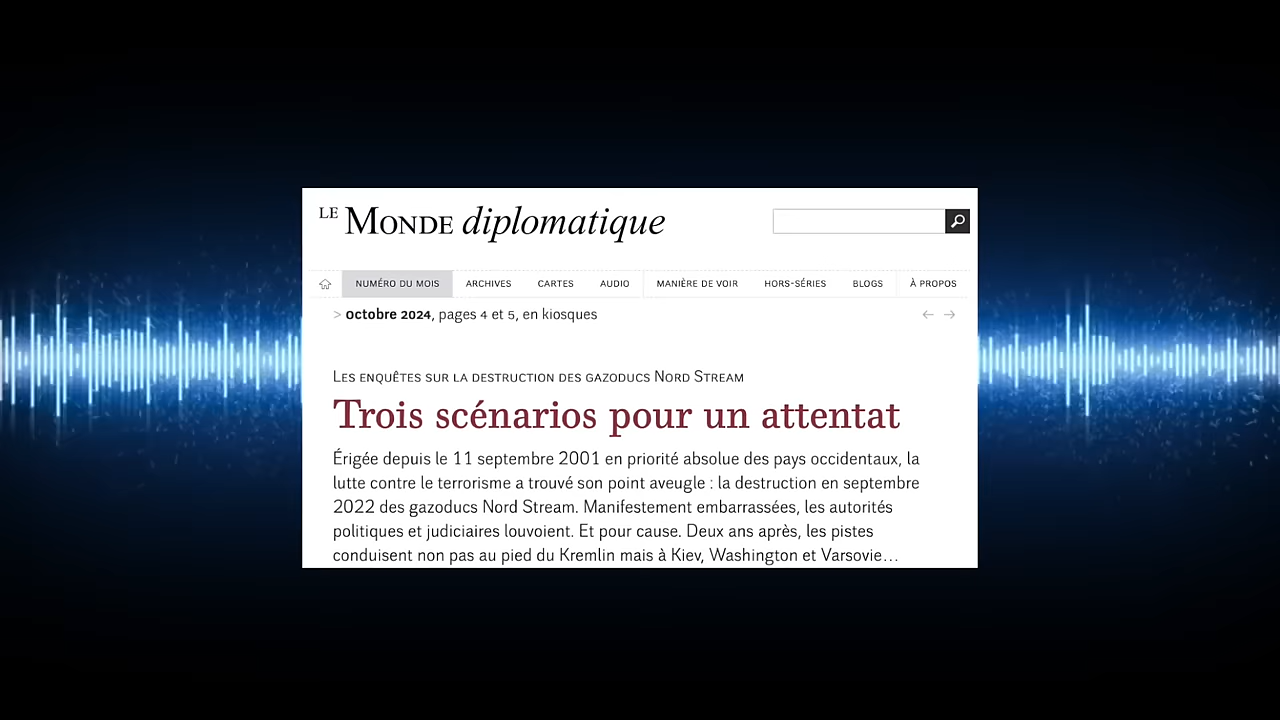 LE MONDE diplomatique
NUMÉRO DU MOIS ARCHIVES CARTES AUDIO MANIÈRE DE VOIR HORS-SÉRIES BLOGS À PROPOS
> octobre 2024, pages 4 et 5, en kiosques
LES ENQUÊTES SUR LA DESTRUCTION DES GAZODUCS NORD STREAM
Trois scénarios pour un attentat
Érigée depuis le 11 septembre 2001 en priorité absolue des pays occidentaux, la
lutte contre le terrorisme a trouvé son point aveugle : la destruction en septembre
2022 des gazoducs Nord Stream. Manifestement embarrassées, les autorités
politiques et judiciaires louvoient. Et pour cause. Deux ans après, les pistes
conduisent non pas au pied du Kremlin mais à Kiev, Washington et Varsovie…